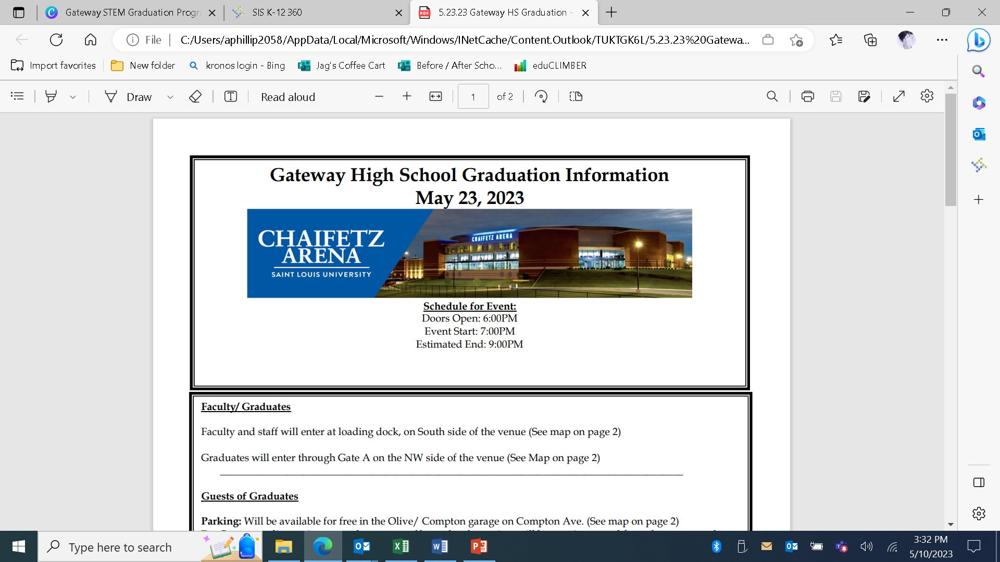 Gateway STEM Graduation Progra
SIS K-12 360
5.23.23 Gateway HS Graduation -
File
C:/Users/aphillip2058/AppData/Local/Microsoft/Windows/INetCache/Content.Outlook/TUKTGK6L/5.23.23%20Gatewa...
Import favorites
New folder
kronos login - Bing
Jag's Coffee Cart
Before / After Scho...
eduCLIMBER
Draw
Read aloud
1
of 2
Gateway High School Graduation Information
May 23, 2023
CHAIFETZ
ARENA
SAINT LOUIS UNIVERSITY
CHAIFETZ ARENA
Schedule for Event:
Doors Open: 6:00PM
Event Start: 7:00PM
Estimated End: 9:00PM
Faculty/ Graduates
Faculty and staff will enter at loading dock, on South side of the venue (See map on page 2)
Graduates will enter through Gate A on the NW side of the venue (See Map on page 2)
Guests of Graduates
Parking: Will be available for free in the Olive/ Compton garage on Compton Ave. (See map on page 2)
Type here to search
3:32 PM
5/10/2023